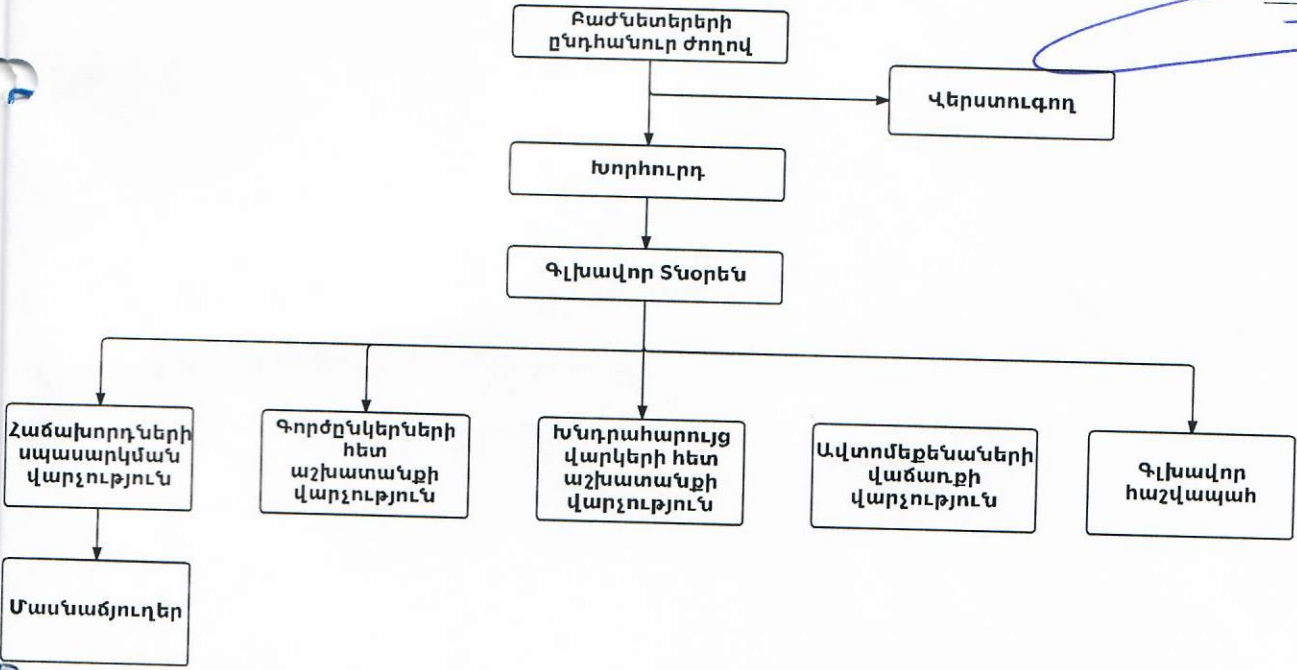 Բաժնետերերի
ընդհանուր ժողով
Վերստուգող
Խորհուրդ
Գլխավոր Տնօրեն
Հաճախորդների
սպասարկման
վարչություն
Գործընկերների
հետ
աշխատանքի
վարչություն
Խնդրահարույց
վարկերի հետ
աշխատանքի
վարչություն
Ավտոմեքենաների
վաճառքի
վարչություն
Գլխավոր
հաշվապահ
Մասնաճյուղեր